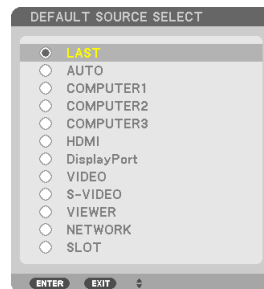 DEFAULT SOURCE SELECT
LAST
AUTO
COMPUTER1
COMPUTER2
COMPUTER3
HDMI
DisplayPort
VIDEO
S-VIDEO
VIEWER
NETWORK
SLOT
ENTER EXIT